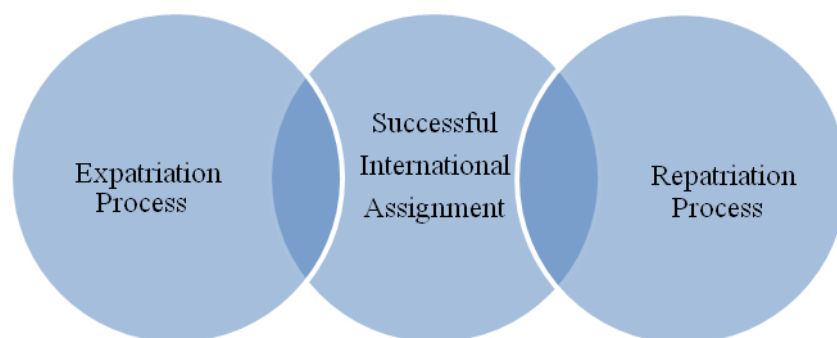 Expatriation
Process
Successful
International
Assignment
Repatriation
Process